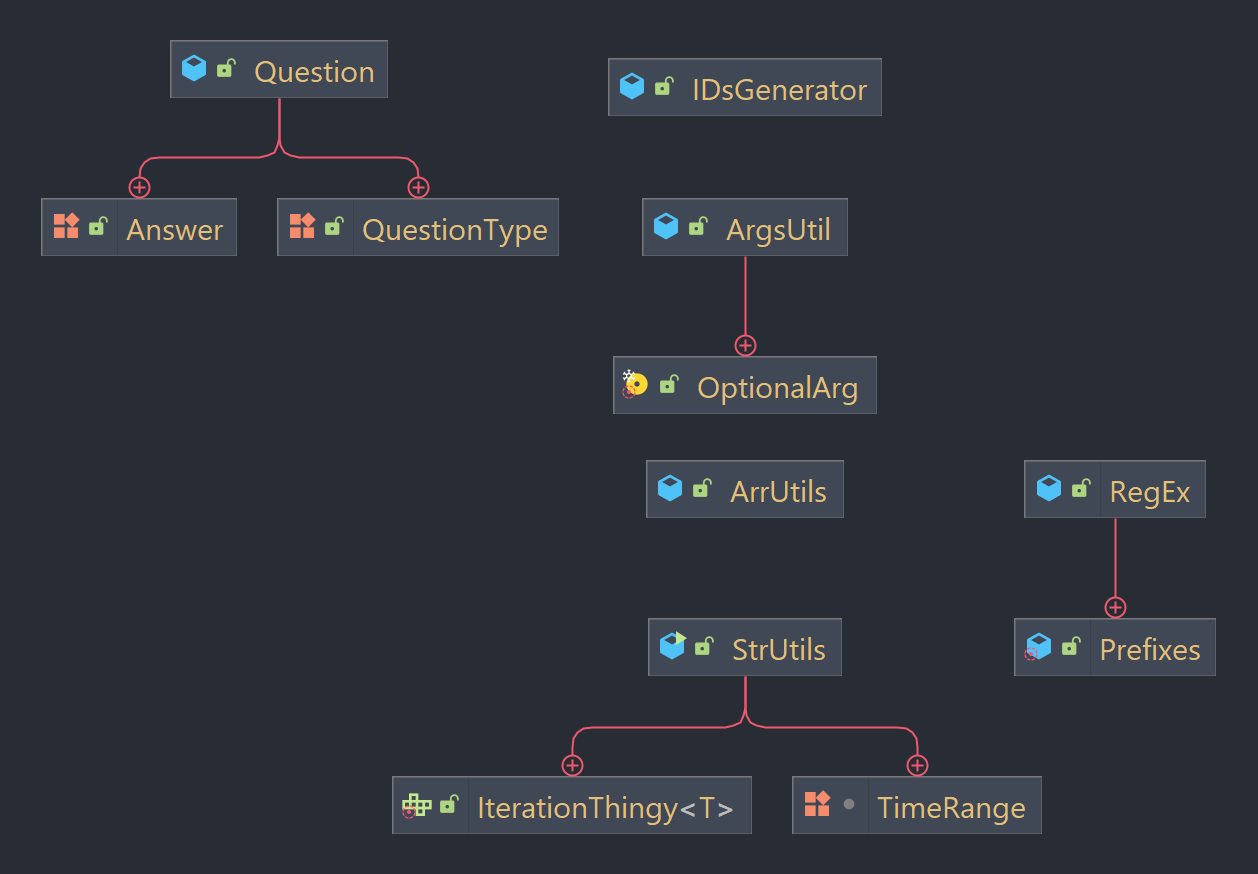 Question
IDsGenerator
Answer
QuestionType
ArgsUtil
OptionalArg
ArrUtils
RegEx
StrUtils
Prefixes
IterationThingy<T>
TimeRange